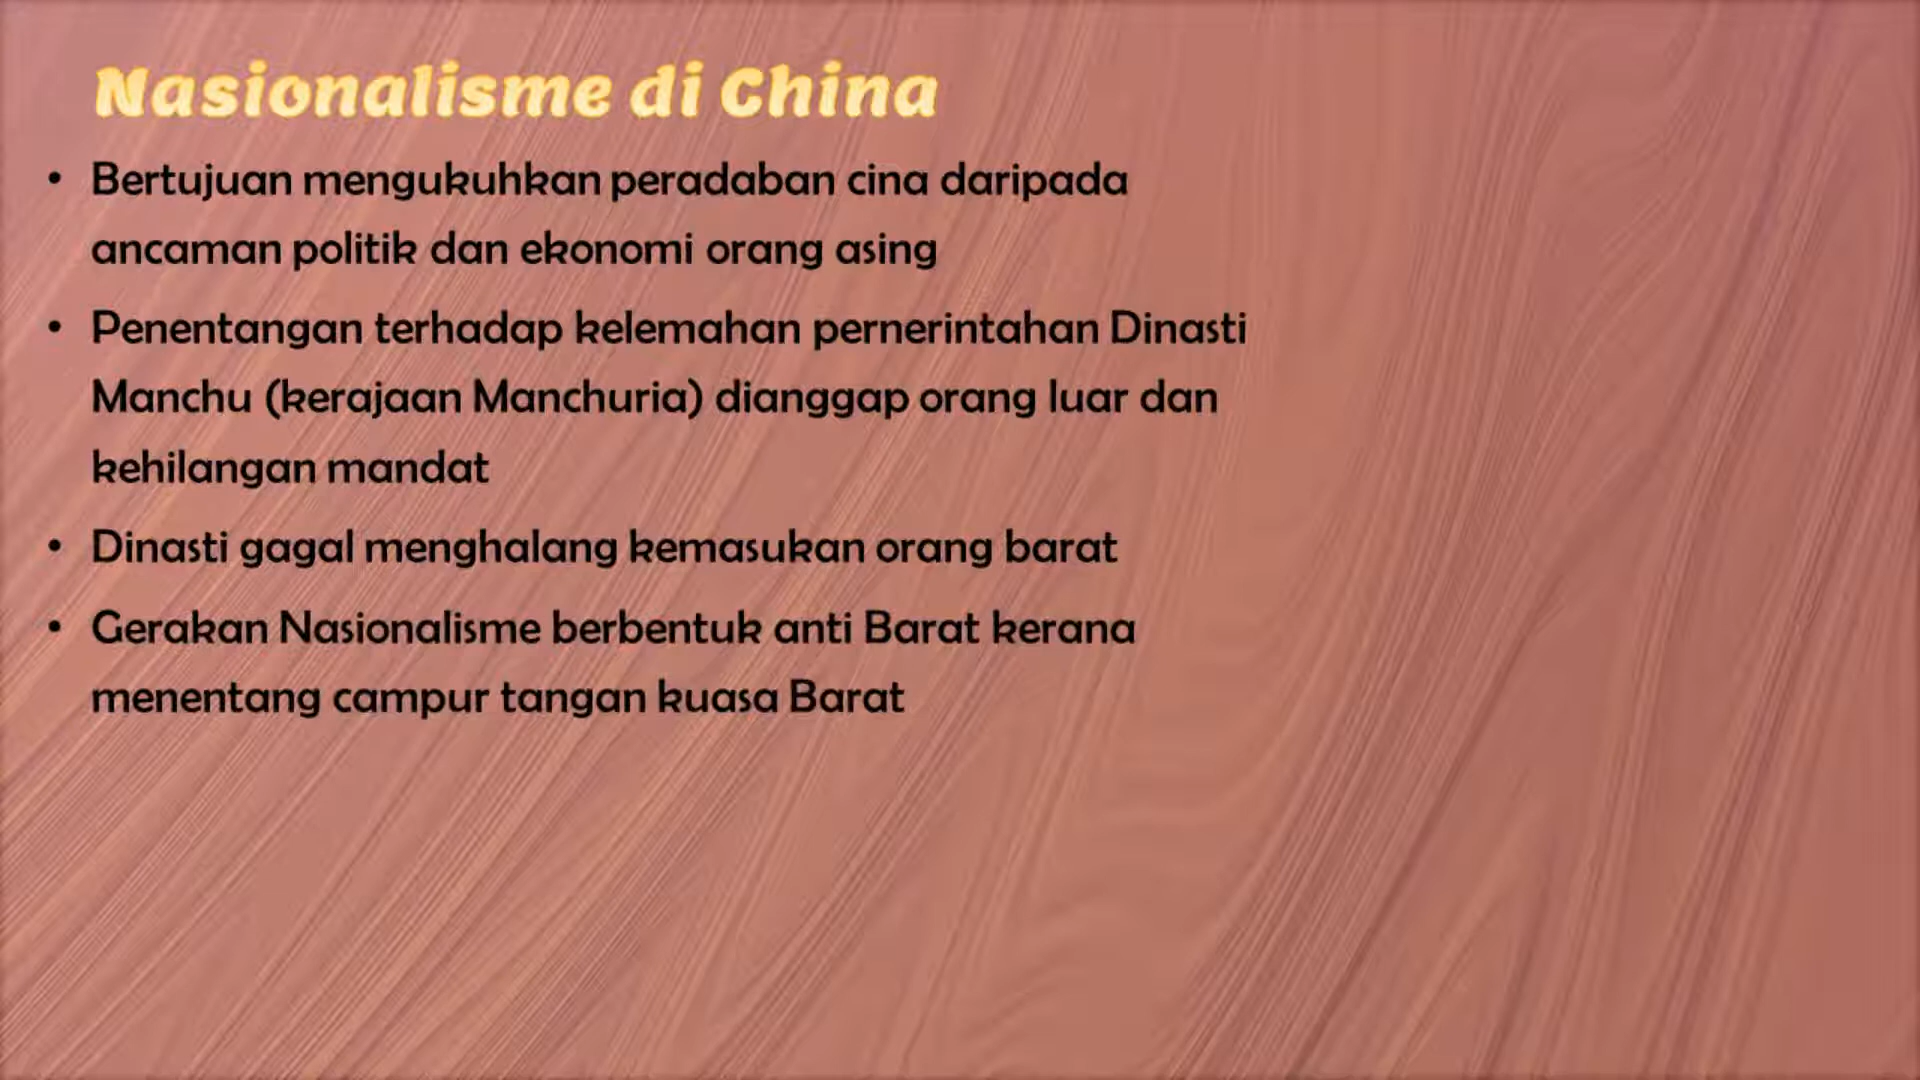 Nasionalisme di China
• Bertujuan mengukuhkan peradaban cina daripada
ancaman politik dan ekonomi orang asing
• Penentangan terhadap kelemahan pernerintahan Dinasti
Manchu (kerajaan Manchuria) dianggap orang luar dan
kehilangan mandat
• Dinasti gagal menghalang kemasukan orang barat
• Gerakan Nasionalisme berbentuk anti Barat kerana
menentang campur tangan kuasa Barat